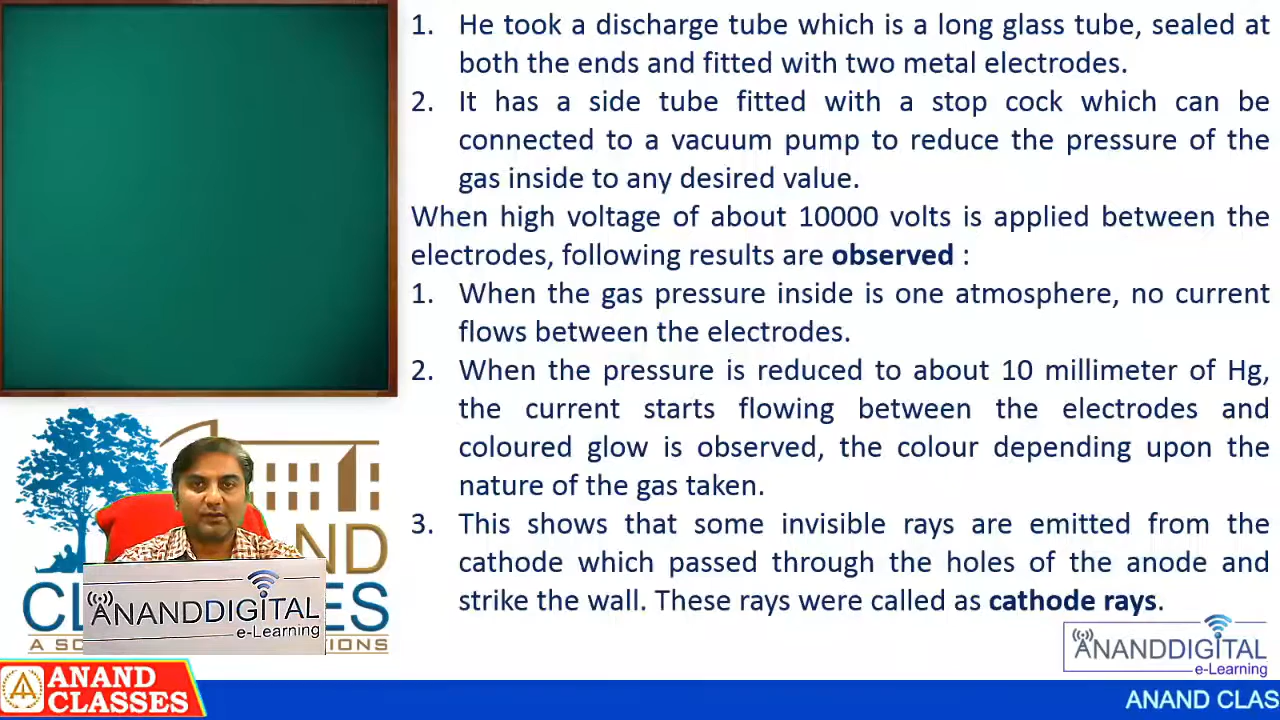 1. He took a discharge tube which is a long glass tube, sealed at
both the ends and fitted with two metal electrodes.
2. It has a side tube fitted with a stop cock which can be
connected to a vacuum pump to reduce the pressure of the
gas inside to any desired value.
When high voltage of about 10000 volts is applied between the
electrodes, following results are observed :
1. When the gas pressure inside is one atmosphere, no current
flows between the electrodes.
2. When the pressure is reduced to about 10 millimeter of Hg,
the current starts flowing between the electrodes and
coloured glow is observed, the colour depending upon the
nature of the gas taken.
3. This shows that some invisible rays are emitted from the
cathode which passed through the holes of the anode and
strike the wall. These rays were called as cathode rays.
ND
CL ES
A SC TIONS
ANANDDIGITAL
e-Learning
ANANDDIGITAL
e-Learning
ANAND
CLASSES
ANAND CLAS